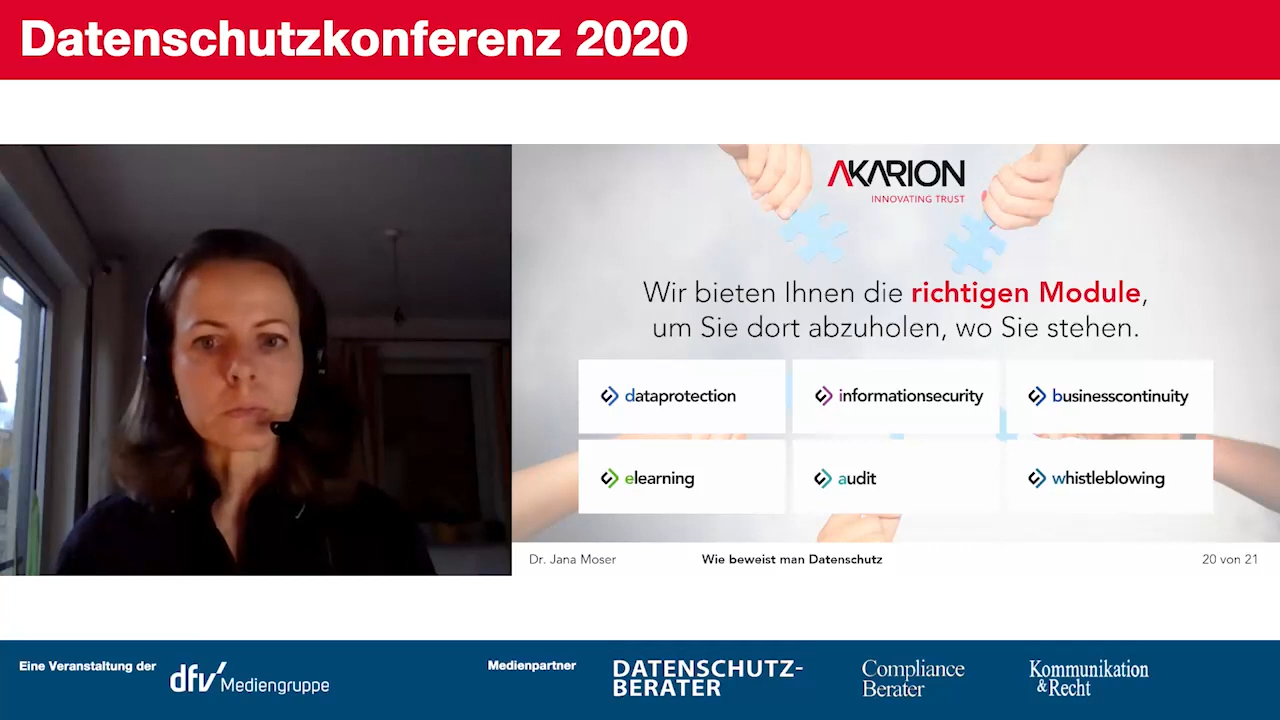 Datenschutzkonferenz 2020
AKARION
INNOVATING TRUST
Wir bieten Ihnen die richtigen Module,
um Sie dort abzuholen, wo Sie stehen.
dataprotection
informationsecurity
businesscontinuity
elearning
audit
whistleblowing
Dr. Jana Moser
Wie beweist man Datenschutz
20 von 21
Eine Veranstaltung der
dfv Mediengruppe
Medienpartner
DATENSCHUTZ-
BERATER
Compliance
Berater
Kommunikation
&Recht